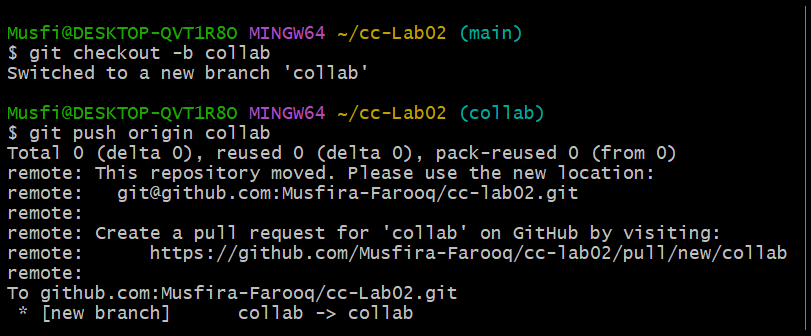 Musfi@DESKTOP-QVT1R8O MINGW64 ~/cc-Lab02 (main)
$ git checkout -b collab
Switched to a new branch 'collab'
Musfi@DESKTOP-QVT1R8O MINGW64 ~/cc-Lab02 (collab)
$ git push origin collab
Total 0 (delta 0), reused 0 (delta 0), pack-reused 0 (from 0)
remote: This repository moved. Please use the new location:
remote:   git@github.com:Musfira-Farooq/cc-lab02.git
remote:
remote: Create a pull request for 'collab' on GitHub by visiting:
remote:      https://github.com/Musfira-Farooq/cc-lab02/pull/new/collab
remote:
To github.com:Musfira-Farooq/cc-Lab02.git
 * [new branch]      collab -> collab